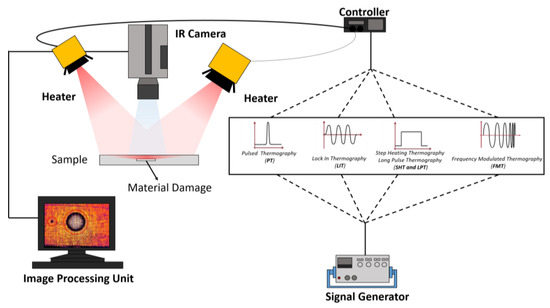 Controller
IR Camera
Heater
Heater
Sample
Material Damage
Pulsed Thermography
(PT)
Lock in Thermography
(LIT)
Step Heating Thermography
Long Pulse Thermography
(SHT and LPT)
Frequency Modulated Thermography
(FMT)
Image Processing Unit
Signal Generator